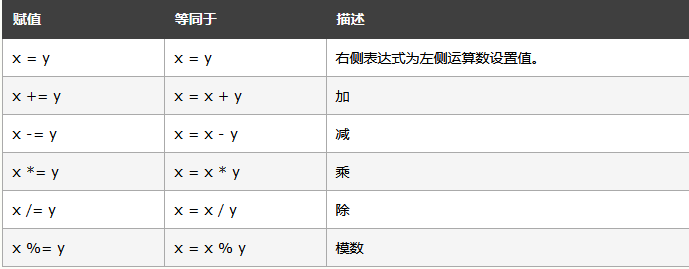 赋值 等同于 描述
x = y x = y 右侧表达式为左侧运算数设置值。
x += y x = x + y 加
x -= y x = x - y 减
x *= y x = x * y 乘
x /= y x = x / y 除
x %= y x = x % y 模数